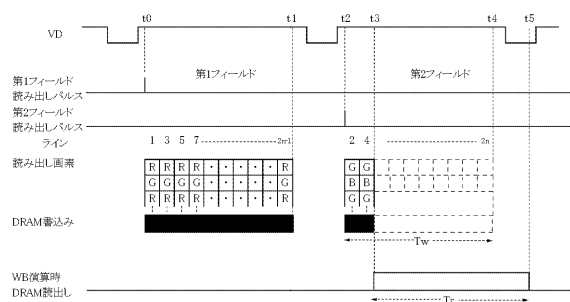 t0 t1 t2 t3 t4 t5
VD
第1フィールド 第2フィールド
第1フィールド
読み出しパルス
第2フィールド
読み出しパルス
ライン 1 3 5 7 2n1 2 4 2n
読み出し画素 R R R R R G G
G G G G G B B
R R R R R G G
DRAM書込み
Tw
WB演算時
DRAM読出し
Tr